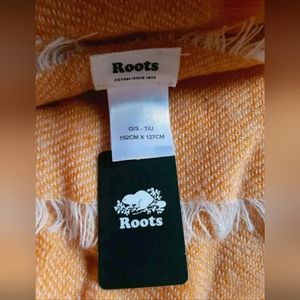 Roots
ESTABLISHED 1973
O/S - T/U
152CM X 127CM
Roots